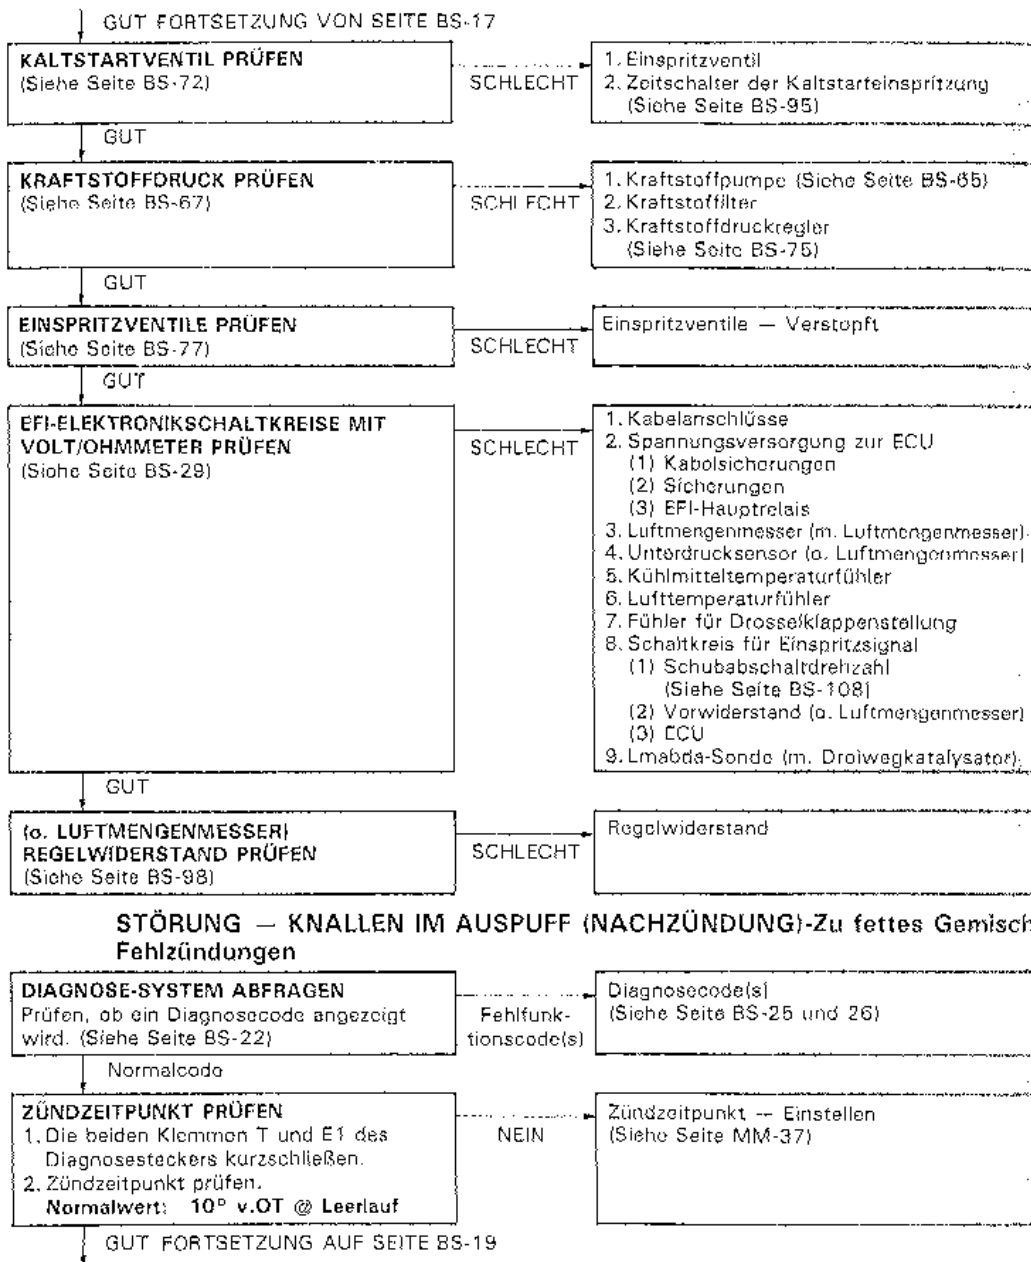 GUT FORTSETZUNG VON SEITE BS-17
KALTSTARTVENTIL PRÜFEN
(Siehe Seite BS-72)
SCHLECHT
1. Einspritzventil
2. Zeitschalter der Kaltstarteinspritzung
(Siehe Seite BS-95)
GUT
KRAFTSTOFFDRUCK PRÜFEN
(Siehe Seite BS-67)
SCHLECHT
1. Kraftstoffpumpe (Siehe Seite BS-65)
2. Kraftstoffilter
3. Kraftstoffdruckregler
(Siehe Seite BS-75)
GUT
EINSPRITZVENTILE PRÜFEN
(Siehe Seite BS-77)
SCHLECHT
Einspritzventile — Verstopft
GUT
EFI-ELEKTRONIKSCHALTKREISE MIT
VOLT/OHMMETER PRÜFEN
(Siehe Seite BS-29)
SCHLECHT
1. Kabelanschlüsse
2. Spannungsversorgung zur ECU
(1) Kabelsicherungen
(2) Sicherungen
(3) EFI-Hauptrelais
3. Luftmengenmesser (m. Luftmengenmesser)
4. Unterdrucksensor (o. Luftmengenmesser)
5. Kühlmitteltemperaturfühler
6. Lufttemperaturfühler
7. Fühler für Drosselklappenstellung
8. Schaltkreis für Einspritzsignal
(1) Schubabschaltdrehzahl
(Siehe Seite BS-108)
(2) Vorwiderstand (o. Luftmengenmesser)
(3) ECU
9. Lmabda-Sonde (m. Dreiwegkatalysator)
GUT
(o. LUFTMENGENMESSER)
REGELWIDERSTAND PRÜFEN
(Siehe Seite BS-98)
SCHLECHT
Regelwiderstand
STÖRUNG — KNALLEN IM AUSPUFF (NACHZÜNDUNG)-Zu fettes Gemisch
Fehlzündungen
DIAGNOSE-SYSTEM ABFRAGEN
Prüfen, ob ein Diagnosecode angezeigt
wird. (Siehe Seite BS-22)
Fehlfunk-
tionscode(s)
Diagnosecode(s)
(Siehe Seite BS-25 und 26)
Normalcode
ZÜNDZEITPUNKT PRÜFEN
1. Die beiden Klemmen T und E1 des
Diagnosesteckers kurzschließen.
2. Zündzeitpunkt prüfen.
Normalwert: 10° v.OT @ Leerlauf
NEIN
Zündzeitpunkt — Einstellen
(Siehe Seite MM-37)
GUT FORTSETZUNG AUF SEITE BS-19